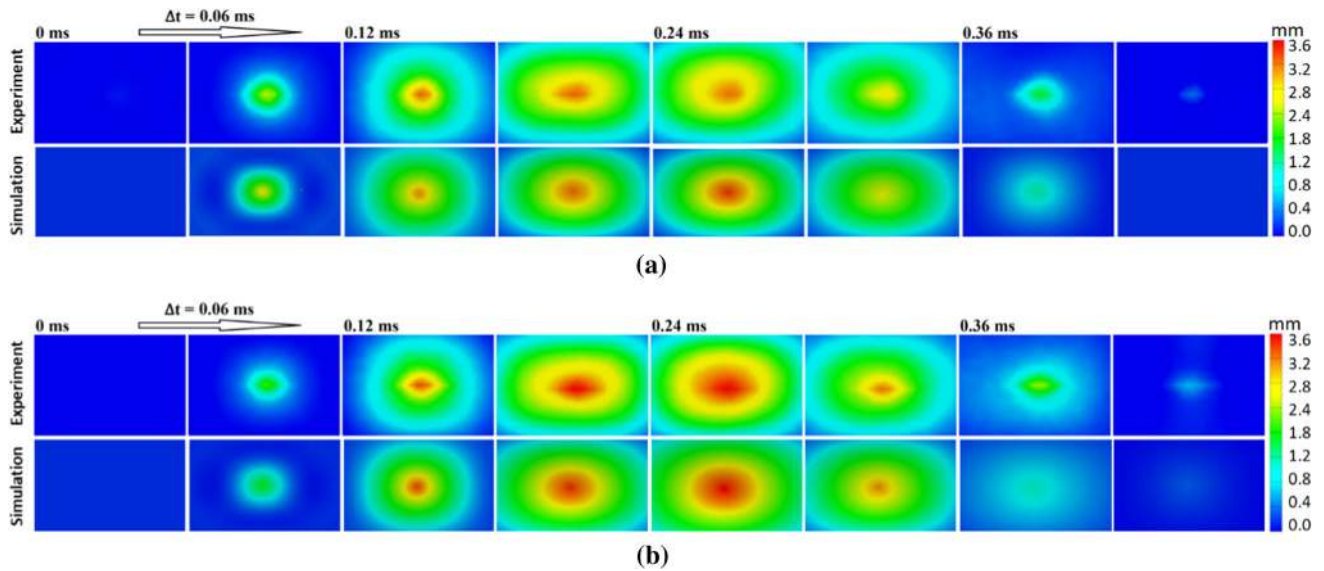 Δt = 0.06 ms
0 ms
0.12 ms
0.24 ms
0.36 ms
mm
Experiment
Simulation
3.6
3.2
2.8
2.4
1.8
1.2
0.8
0.4
0.0
(a)
Δt = 0.06 ms
0 ms
0.12 ms
0.24 ms
0.36 ms
mm
Experiment
Simulation
3.6
3.2
2.8
2.4
1.8
1.2
0.8
0.4
0.0
(b)